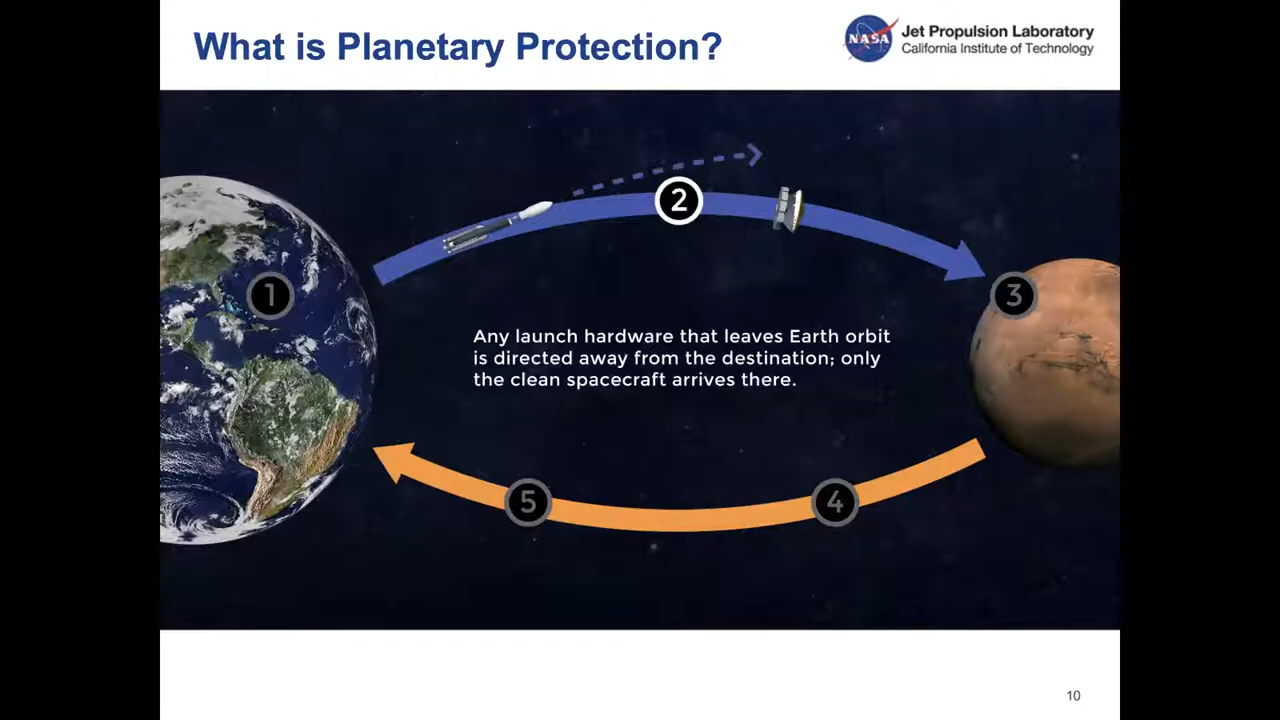 What is Planetary Protection?
NASA
Jet Propulsion Laboratory
California Institute of Technology
2
1
3
Any launch hardware that leaves Earth orbit
is directed away from the destination; only
the clean spacecraft arrives there.
5
4
10